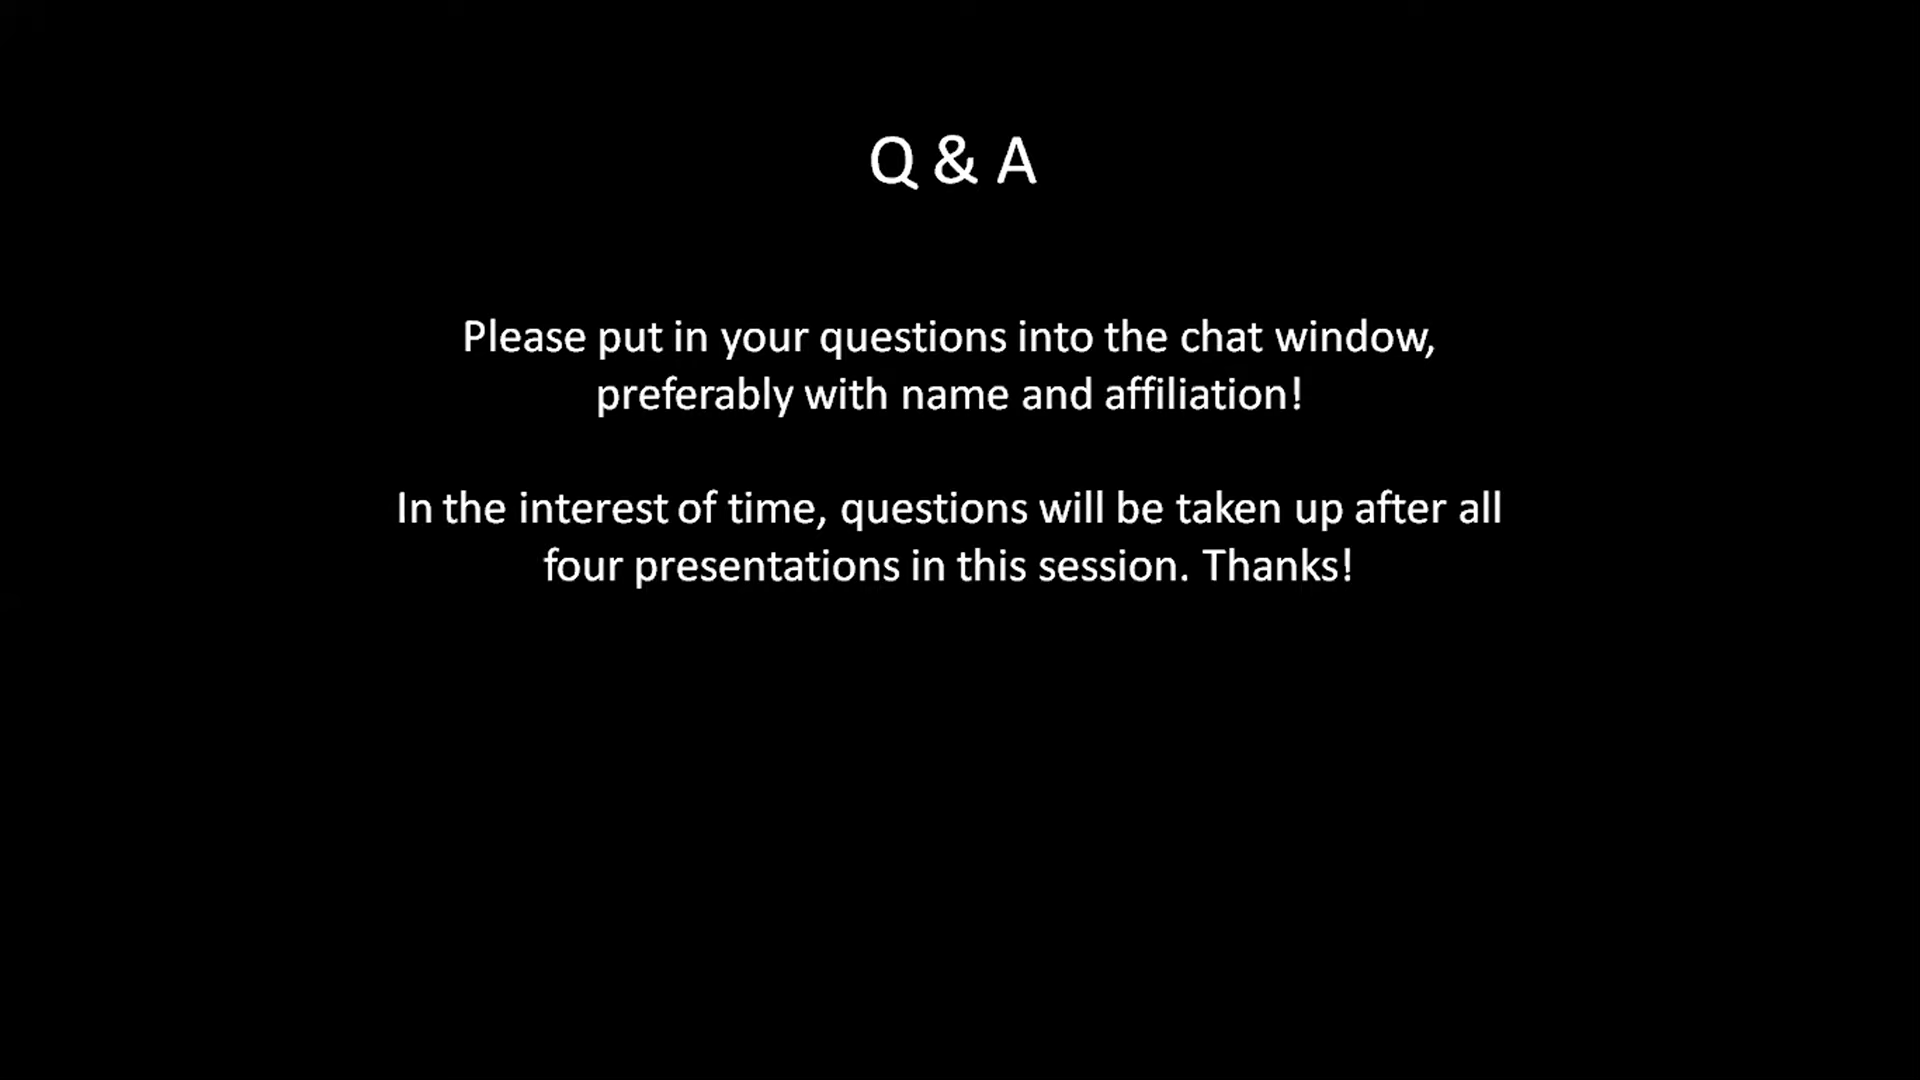 Q & A
Please put in your questions into the chat window,
preferably with name and affiliation!
In the interest of time, questions will be taken up after all
four presentations in this session. Thanks!